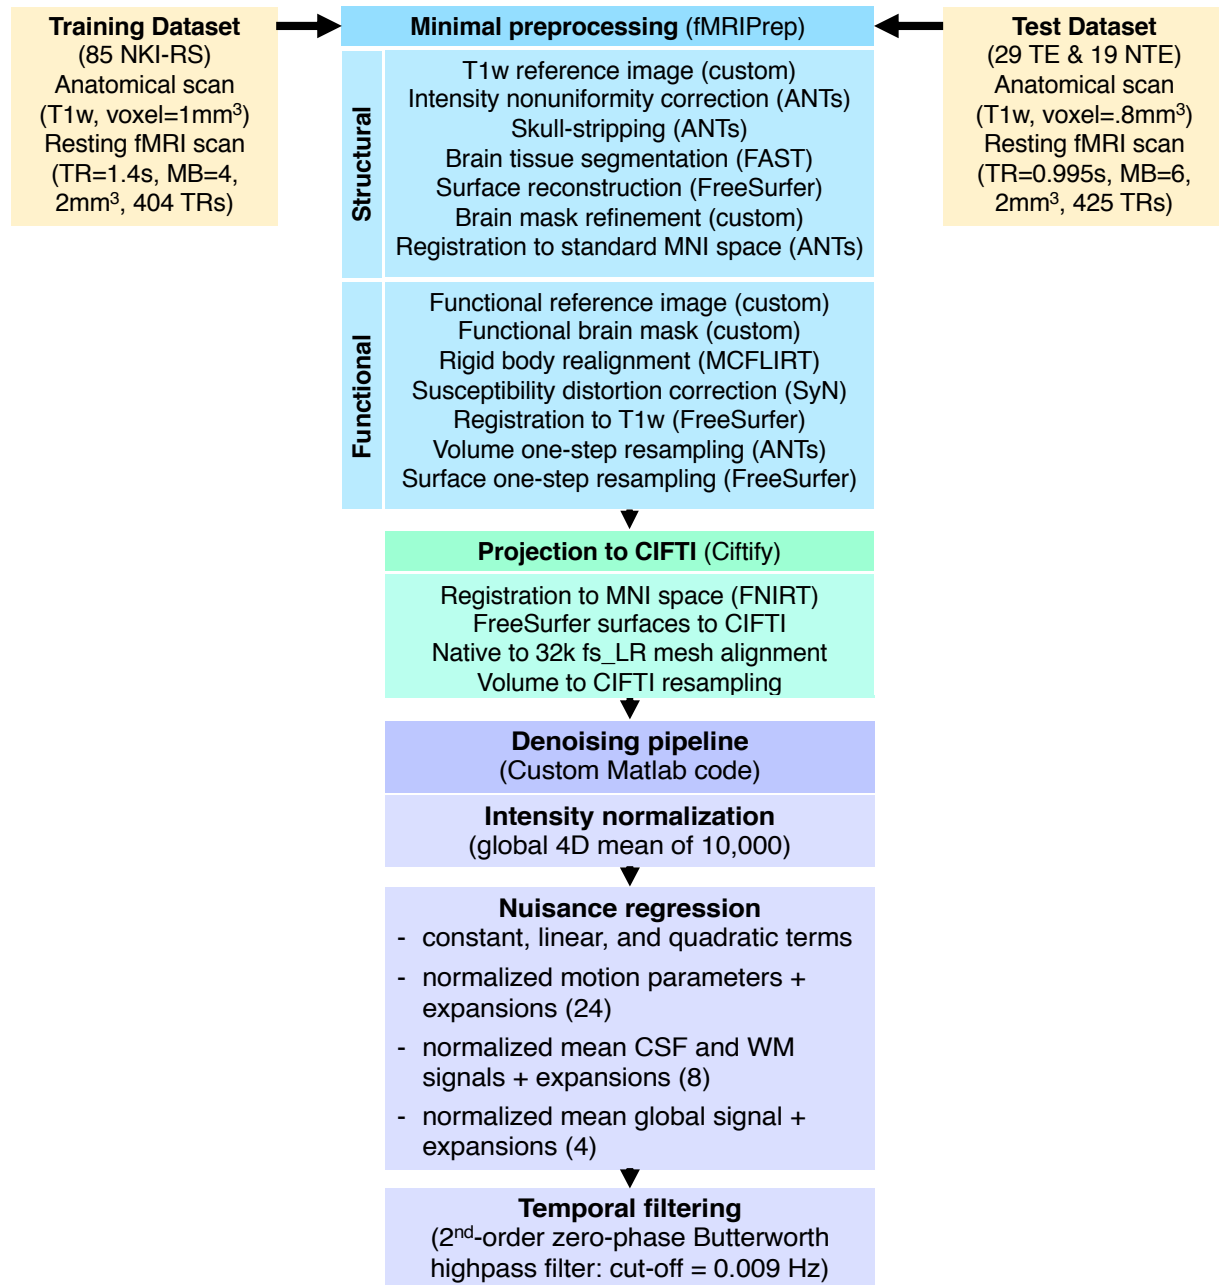 Training Dataset
(85 NKI-RS)
Anatomical scan
(T1w, voxel=1mm³)
Resting fMRI scan
(TR=1.4s, MB=4,
2mm³, 404 TRs)
Minimal preprocessing (fMRIPrep)
Test Dataset
(29 TE & 19 NTE)
Anatomical scan
(T1w, voxel=.8mm³)
Resting fMRI scan
(TR=0.995s, MB=6,
2mm³, 425 TRs)
Structural
T1w reference image (custom)
Intensity nonuniformity correction (ANTs)
Skull-stripping (ANTs)
Brain tissue segmentation (FAST)
Surface reconstruction (FreeSurfer)
Brain mask refinement (custom)
Registration to standard MNI space (ANTs)
Functional
Functional reference image (custom)
Functional brain mask (custom)
Rigid body realignment (MCFLIRT)
Susceptibility distortion correction (SyN)
Registration to T1w (FreeSurfer)
Volume one-step resampling (ANTs)
Surface one-step resampling (FreeSurfer)
Projection to CIFTI (Ciftify)
Registration to MNI space (FNIRT)
FreeSurfer surfaces to CIFTI
Native to 32k fs_LR mesh alignment
Volume to CIFTI resampling
Denoising pipeline
(Custom Matlab code)
Intensity normalization
(global 4D mean of 10,000)
Nuisance regression
- constant, linear, and quadratic terms
- normalized motion parameters +
expansions (24)
- normalized mean CSF and WM
signals + expansions (8)
- normalized mean global signal +
expansions (4)
Temporal filtering
(2nd-order zero-phase Butterworth
highpass filter: cut-off = 0.009 Hz)